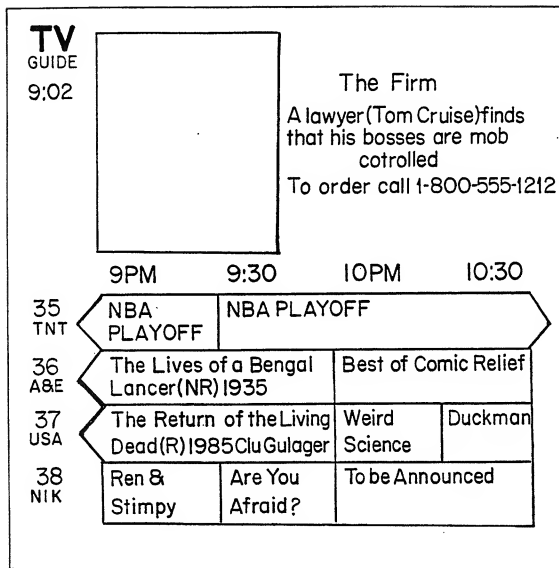 TV
GUIDE
9:02
The Firm
A lawyer(Tom Cruise)finds
that his bosses are mob
cotrolled
To order call 1-800-555-1212
9PM 9:30 10PM 10:30
35
TNT
NBA
PLAYOFF
NBA PLAYOFF
36
A&E
The Lives of a Bengal
Lancer(NR)1935
Best of Comic Relief
37
USA
The Return of the Living
Dead(R)1985CluGulager
Weird
Science
Duckman
38
NIK
Ren &
Stimpy
Are You
Afraid?
To be Announced